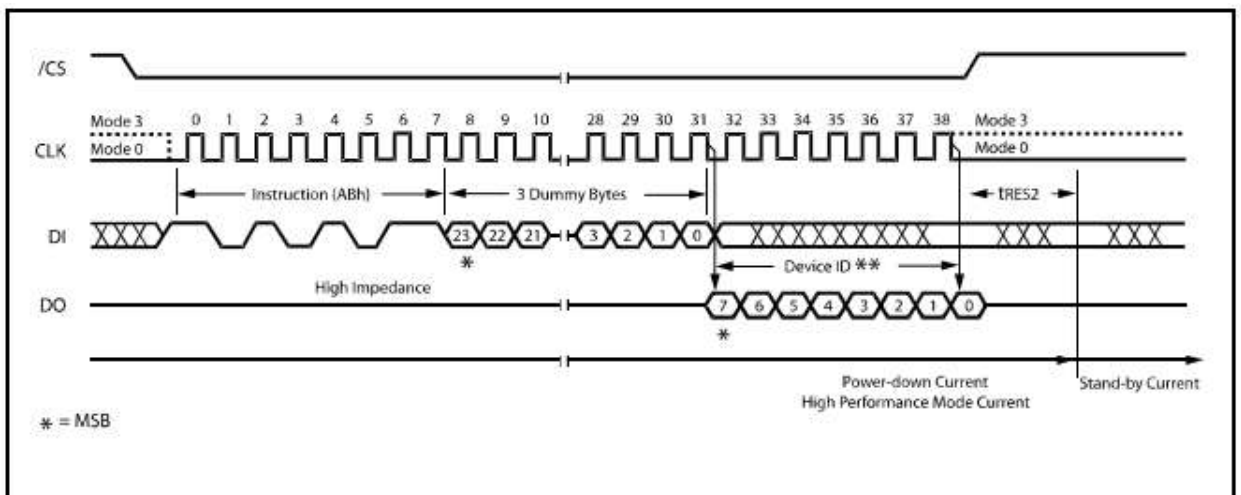 /CS
Mode 3 0 1 2 3 4 5 6 7 8 9 10 28 29 30 31 32 33 34 35 36 37 38 Mode 3
CLK Mode 0 Mode 0
Instruction (ABh) 3 Dummy Bytes tRES2
DI 23 22 21 3 2 1 0
* Device ID **
High Impedance
DO 7 6 5 4 3 2 1 0
*
Power-down Current Stand-by Current
High Performance Mode Current
* = MSB